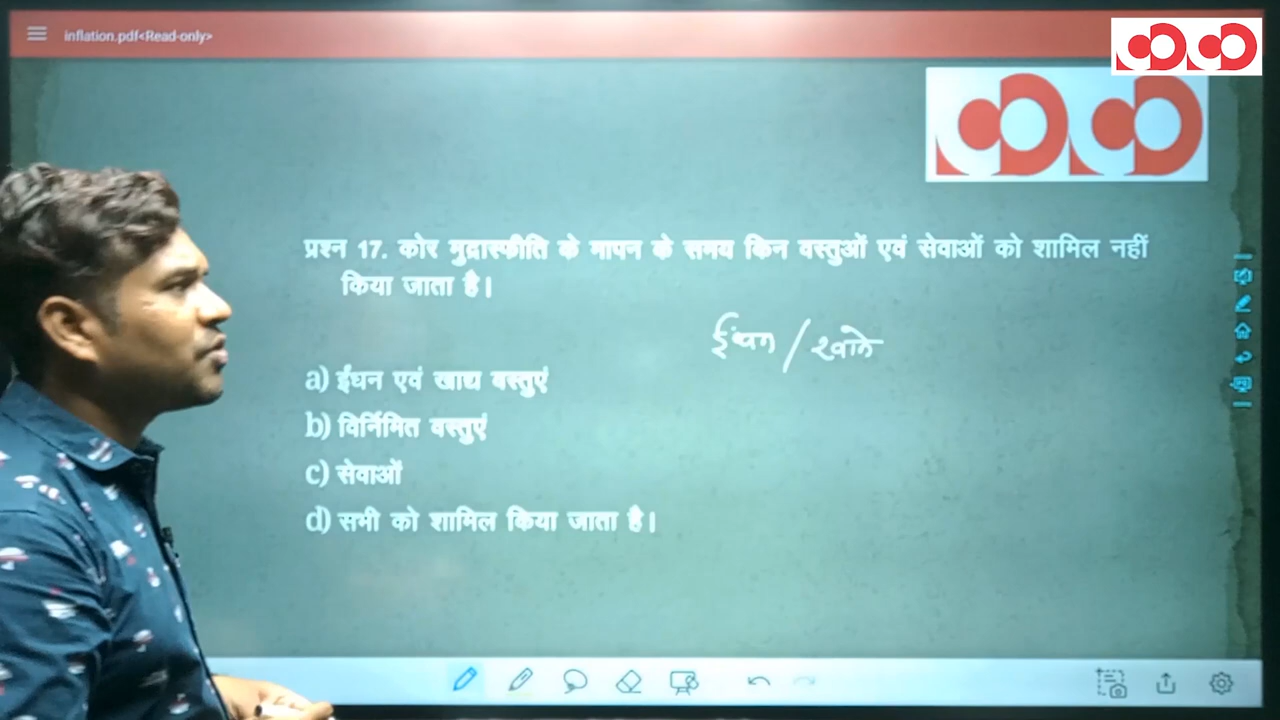 inflation.pdf<Read-only>
प्रश्न 17. कोर मुद्रास्फीति के मापन के समय किन वस्तुओं एवं सेवाओं को शामिल नहीं
किया जाता है।
ईंधन / खाने
a) ईंधन एवं खाद्य वस्तुएं
b) विर्निमित वस्तुएं
c) सेवाओं
d) सभी को शामिल किया जाता है।